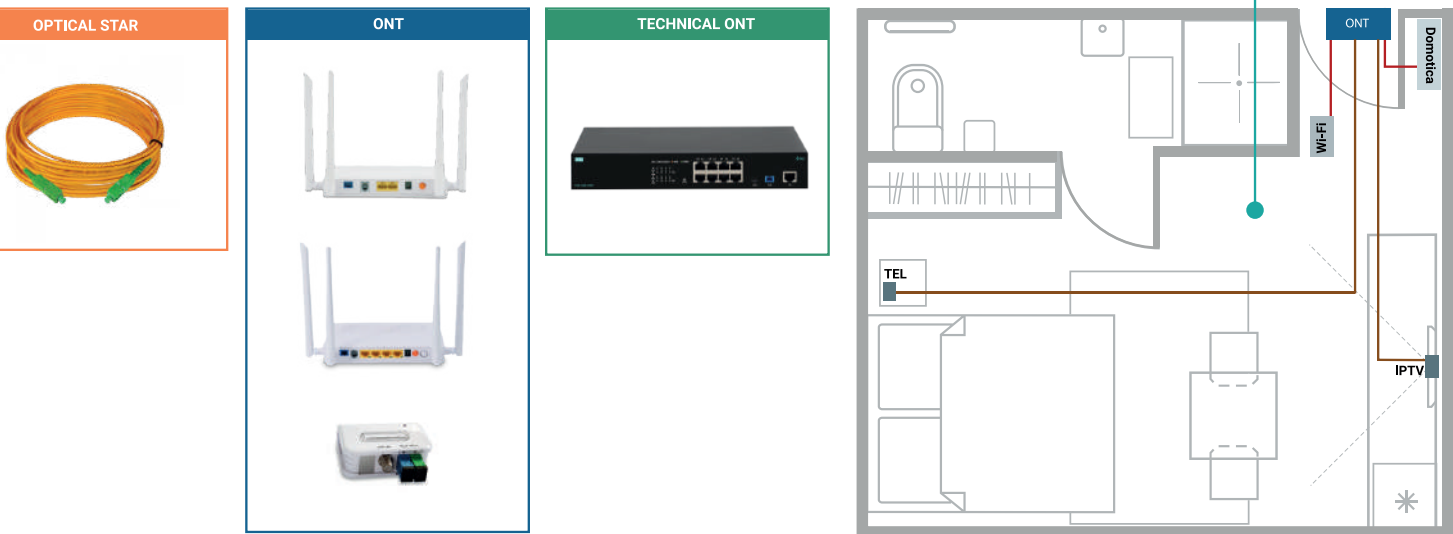 OPTICAL STAR
ONT
TECHNICAL ONT
ONT
Domotica
Wi-Fi
TEL
IPTV